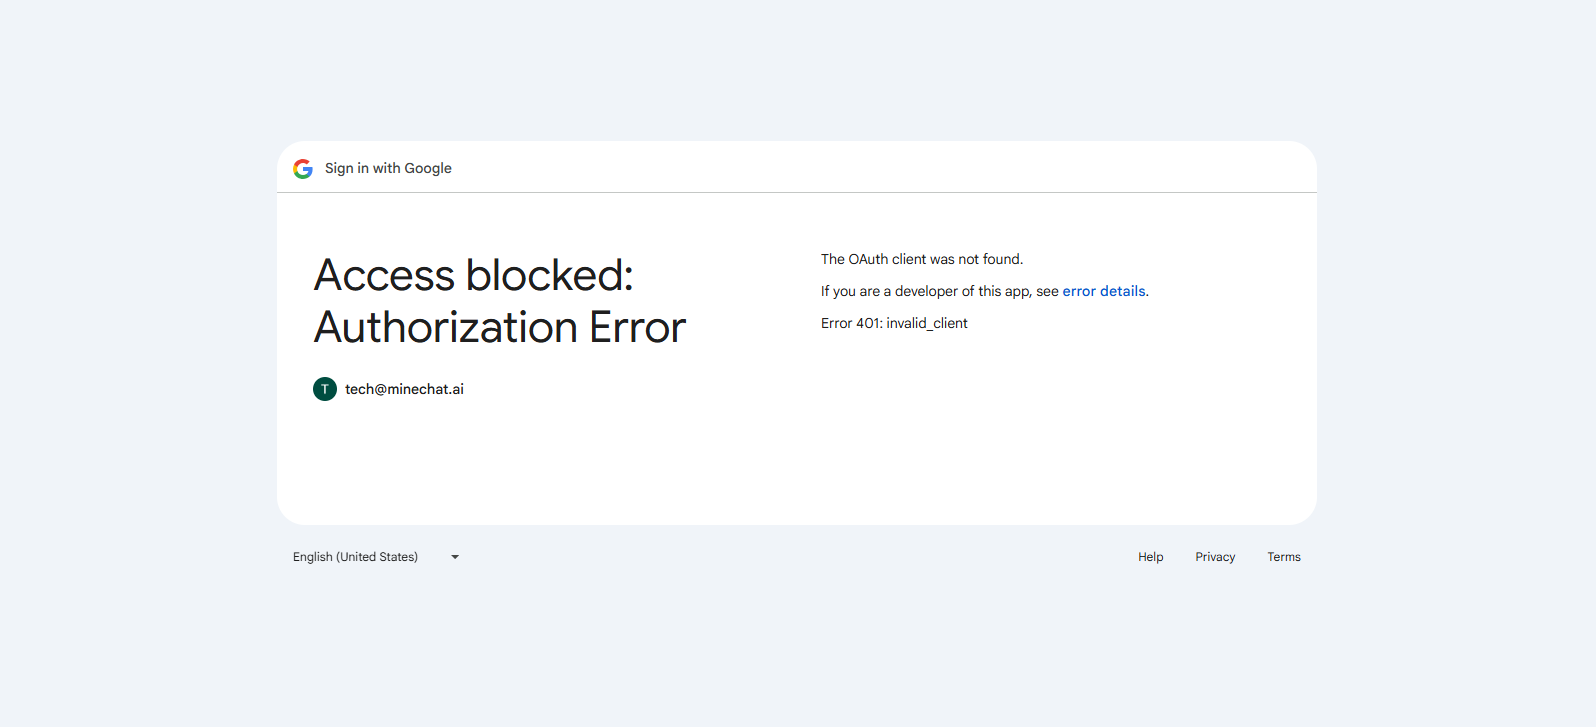 Sign in with Google
Access blocked:
Authorization Error
T tech@minechat.ai
The OAuth client was not found.
If you are a developer of this app, see error details.
Error 401: invalid_client
English (United States)
Help Privacy Terms